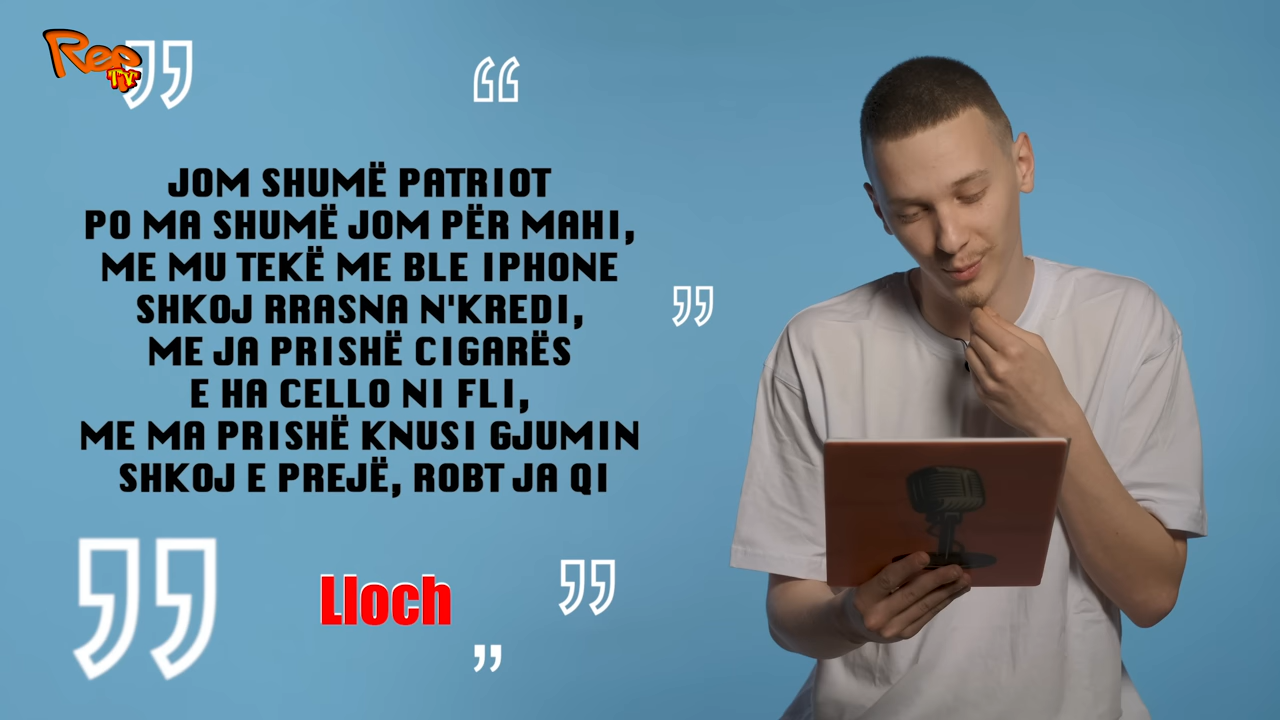 Rep
TV
JOM SHUMË PATRIOT
PO MA SHUMË JOM PËR MAHI,
ME MU TEKË ME BLE IPHONE
SHKOJ RRASNA N'KREDI,
ME JA PRISHË CIGARËS
E HA CELLO NI FLI,
ME MA PRISHË KNUSI GJUMIN
SHKOJ E PREJË, ROBT JA QI
Lloch